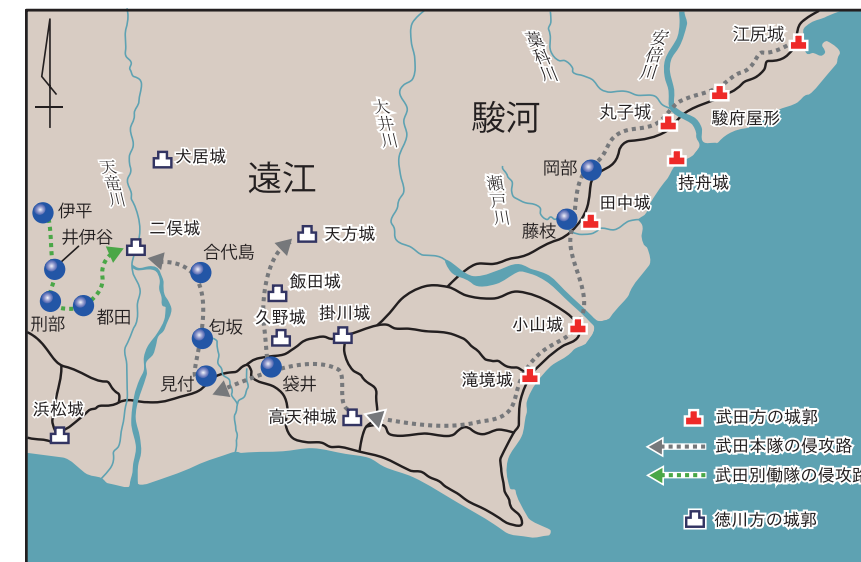 江尻城
安倍川
藁科川
駿府屋形
丸子城
駿河
大井川
持舟城
岡部
瀬戸川
田中城
藤枝
犬居城
遠江
天竜川
伊平
二俣城
井伊谷
天方城
合代島
飯田城
掛川城
久野城
都田
刑部
匂坂
小山城
見付
袋井
滝境城
浜松城
高天神城
武田方の城郭
武田本隊の侵攻路
武田別働隊の侵攻路
徳川方の城郭